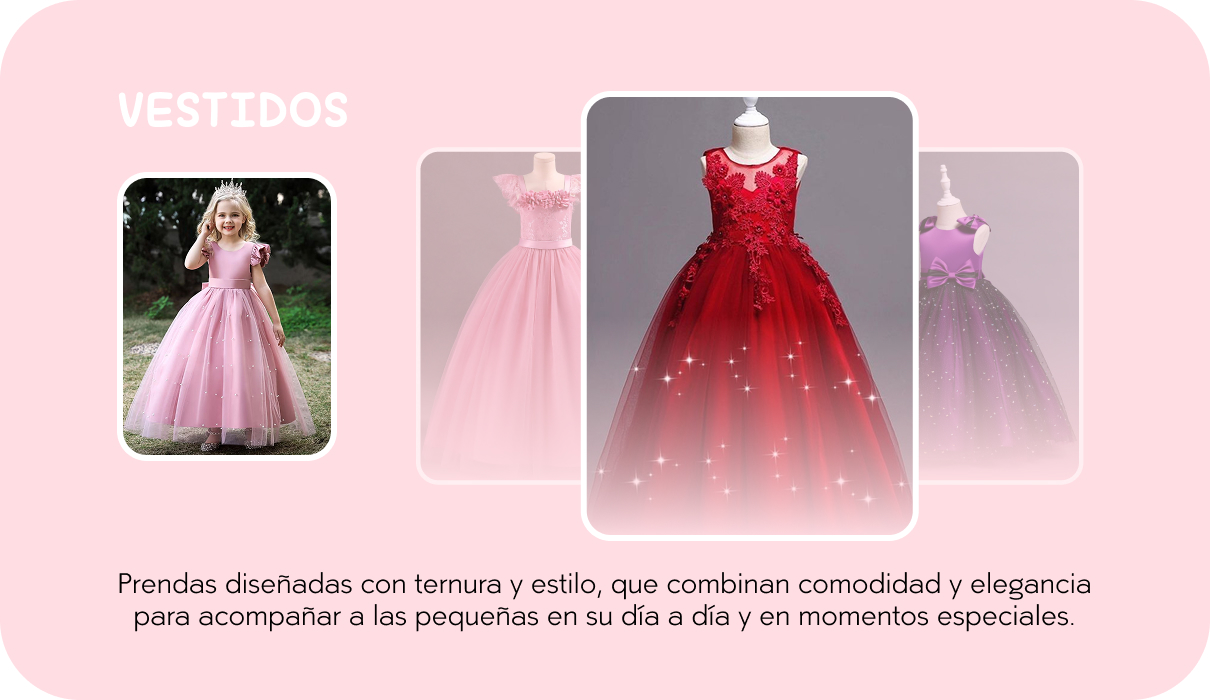 VESTIDOS
Prendas diseñadas con ternura y estilo, que combinan comodidad y elegancia
para acompañar a las pequeñas en su día a día y en momentos especiales.